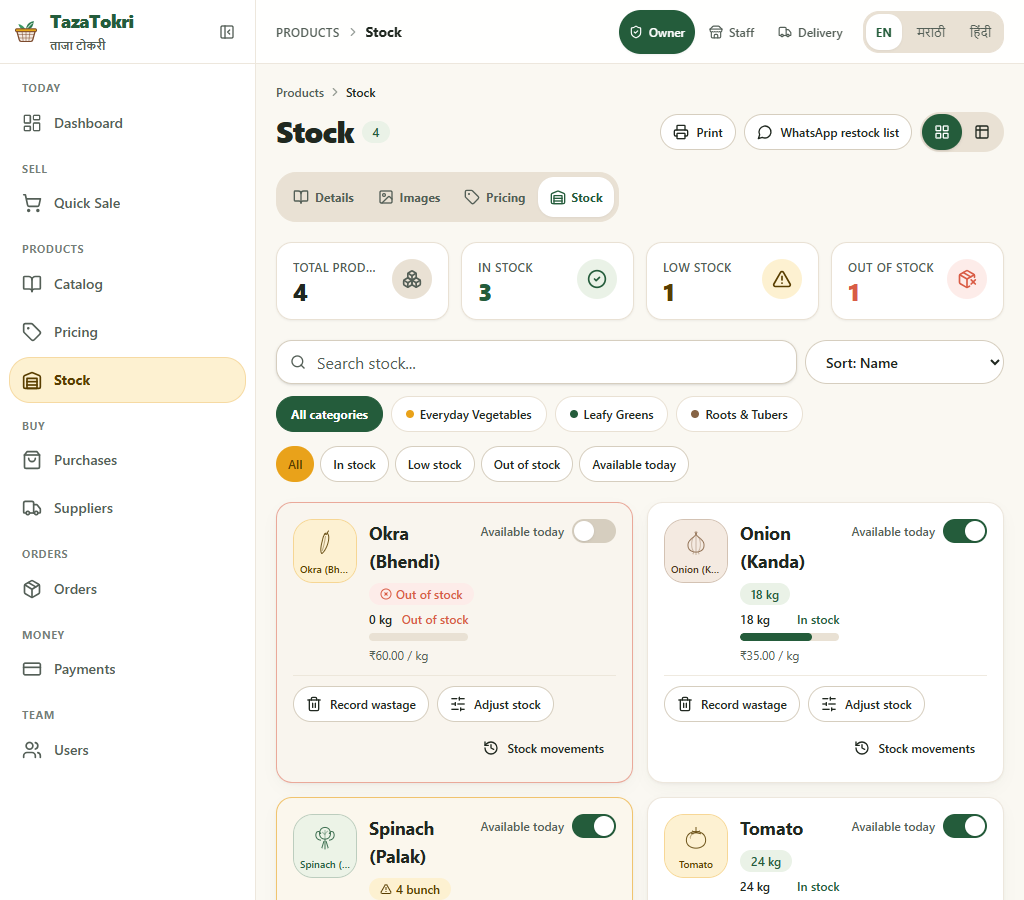 TazaTokri
ताजा टोकरी
TODAY
Dashboard
SELL
Quick Sale
PRODUCTS
Catalog
Pricing
Stock
BUY
Purchases
Suppliers
ORDERS
Orders
MONEY
Payments
TEAM
Users
PRODUCTS > Stock
Owner
Staff
Delivery
EN
मराठी
हिंदी
Products > Stock
Stock 4
Print
WhatsApp restock list
Details
Images
Pricing
Stock
TOTAL PROD...
4
IN STOCK
3
LOW STOCK
1
OUT OF STOCK
1
Search stock...
Sort: Name
All categories
Everyday Vegetables
Leafy Greens
Roots & Tubers
All
In stock
Low stock
Out of stock
Available today
Okra (Bh...
Okra
(Bhendi)
Available today
Out of stock
0 kg Out of stock
₹60.00 / kg
Record wastage
Adjust stock
Stock movements
Onion (K...
Onion
(Kanda)
Available today
18 kg
18 kg In stock
₹35.00 / kg
Record wastage
Adjust stock
Stock movements
Spinach (...
Spinach
(Palak)
Available today
4 bunch
Tomato
Tomato
Available today
24 kg
24 kg In stock